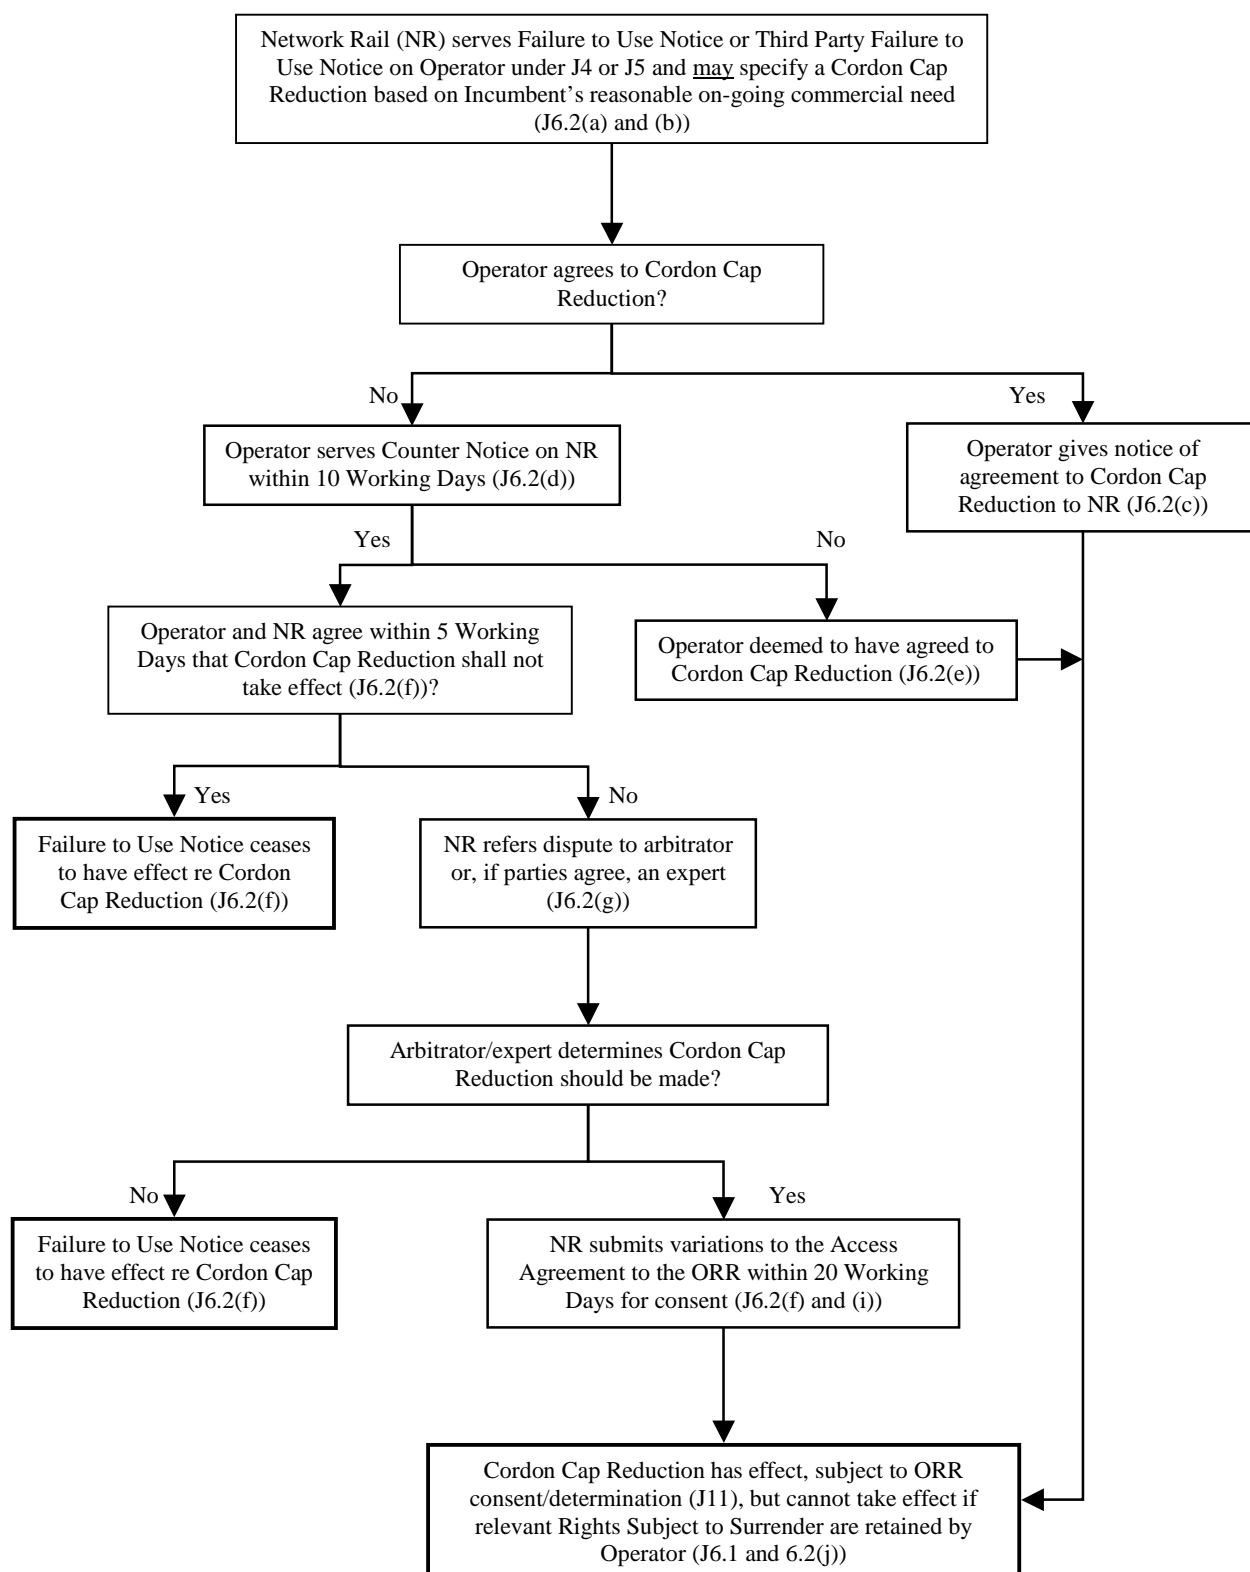 Network Rail (NR) serves Failure to Use Notice or Third Party Failure to
Use Notice on Operator under J4 or J5 and may specify a Cordon Cap
Reduction based on Incumbent’s reasonable on-going commercial need
(J6.2(a) and (b))
Operator agrees to Cordon Cap
Reduction?
No
Yes
Operator serves Counter Notice on NR
within 10 Working Days (J6.2(d))
Operator gives notice of
agreement to Cordon Cap
Reduction to NR (J6.2(c))
Yes
No
Operator and NR agree within 5 Working
Days that Cordon Cap Reduction shall not
take effect (J6.2(f))?
Operator deemed to have agreed to
Cordon Cap Reduction (J6.2(e))
Yes
No
Failure to Use Notice ceases
to have effect re Cordon
Cap Reduction (J6.2(f))
NR refers dispute to arbitrator
or, if parties agree, an expert
(J6.2(g))
Arbitrator/expert determines Cordon Cap
Reduction should be made?
No
Yes
Failure to Use Notice ceases
to have effect re Cordon Cap
Reduction (J6.2(f))
NR submits variations to the Access
Agreement to the ORR within 20 Working
Days for consent (J6.2(f) and (i))
Cordon Cap Reduction has effect, subject to ORR
consent/determination (J11), but cannot take effect if
relevant Rights Subject to Surrender are retained by
Operator (J6.1 and 6.2(j))